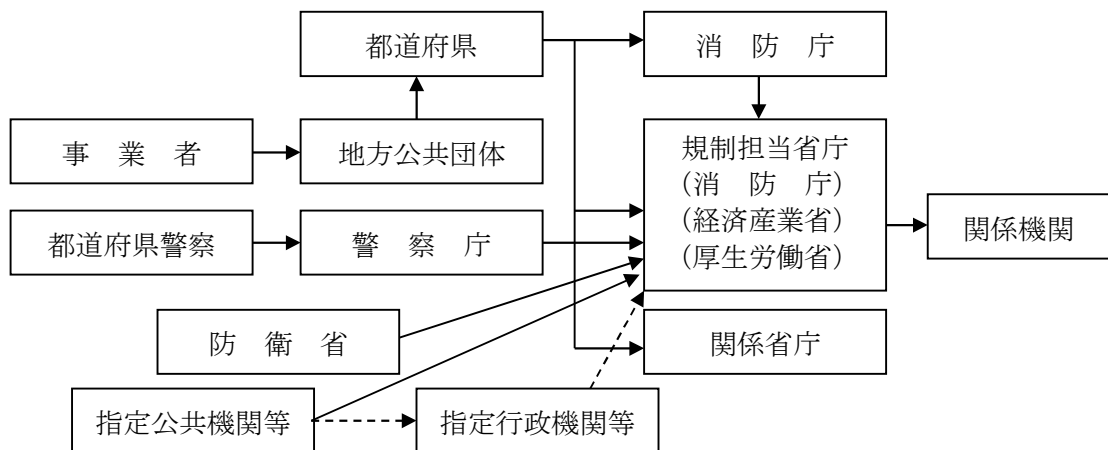 都道府県
消 防 庁
事 業 者
地方公共団体
規制担当省庁
(消 防 庁)
(経済産業省)
(厚生労働省)
関係機関
都道府県警察
警 察 庁
防 衛 省
関係省庁
指定公共機関等
指定行政機関等